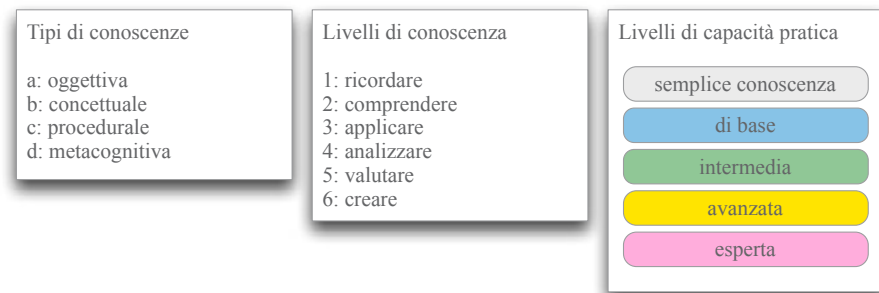 Tipi di conoscenze
a: oggettiva
b: concettuale
c: procedurale
d: metacognitiva
Livelli di conoscenza
1: ricordare
2: comprendere
3: applicare
4: analizzare
5: valutare
6: creare
Livelli di capacità pratica
semplice conoscenza
di base
intermedia
avanzata
esperta